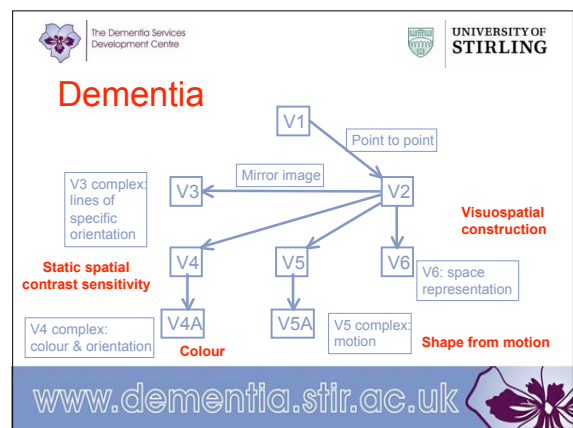 The Dementia Services
Development Centre
UNIVERSITY OF
STIRLING
Dementia
V1
Point to point
Mirror image
V3 complex:
lines of
specific
orientation
V3
V2
Visuospatial
construction
Static spatial
contrast sensitivity
V4
V5
V6
V6: space
representation
V4 complex:
colour & orientation
V4A
Colour
V5A
V5 complex:
motion
Shape from motion
www.dementia.stir.ac.uk